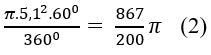 π.5,1².60⁰ / 360⁰ = 867 / 200 π (2)